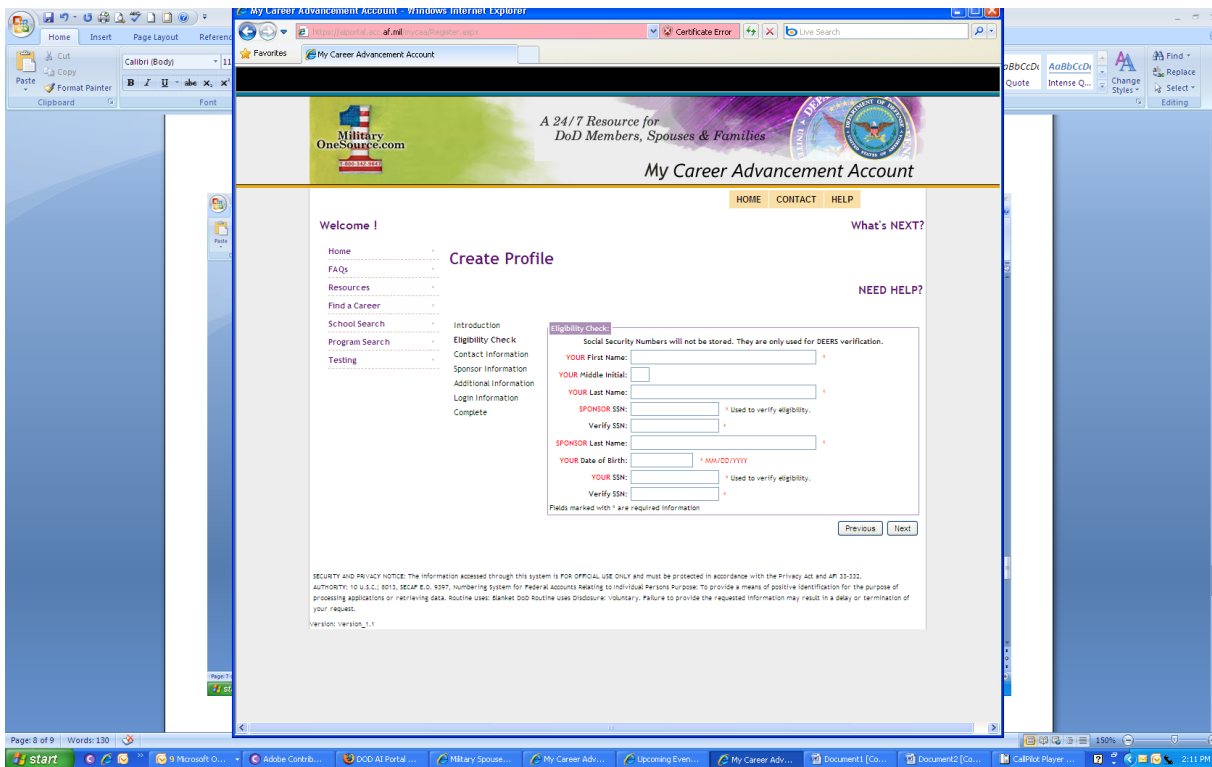 My Career Advancement Account - Windows Internet Explorer
Home Insert Page Layout
Cut
Copy
Format Painter
Paste
Clipboard
Calibri (Body) 11
B I U abc
Font
https://aiportal.acc.af.mil/mycaa/Register.aspx
Certificate Error
Live Search
Favorites
My Career Advancement Account
AaBbCcDc
Quote
Intense Q...
Change Styles
Find
Replace
Select
Editing
Military
OneSource.com
1-800-342-9647
A 24/7 Resource for
DoD Members, Spouses & Families
My Career Advancement Account
HOME CONTACT HELP
Welcome !
What's NEXT?
Home
FAQs
Resources
Find a Career
School Search
Program Search
Testing
Create Profile
NEED HELP?
Introduction
Eligibility Check
Contact Information
Sponsor Information
Additional Information
Login Information
Complete
Eligibility Check:
Social Security Numbers will not be stored. They are only used for DEERS verification.
YOUR First Name: *
YOUR Middle Initial:
YOUR Last Name: *
SPONSOR SSN: * Used to verify eligibility.
Verify SSN: *
SPONSOR Last Name: *
YOUR Date of Birth: * MM/DD/YYYY
YOUR SSN: * Used to verify eligibility.
Verify SSN: *
Fields marked with * are required information
Previous Next
SECURITY AND PRIVACY NOTICE: The information accessed through this system is FOR OFFICIAL USE ONLY and must be protected in accordance with the Privacy Act and AFI 33-332.
AUTHORITY: 10 U.S.C.; 8013, SECAF E.O. 9397, Numbering System for Federal Accounts Relating to Individual Persons Purpose: To provide a means of positive identification for the purpose of
processing applications or retrieving data. Routine Uses: Blanket DoD Routine Uses Disclosure: Voluntary. Failure to provide the requested information may result in a delay or termination of
your request.
Version: Version_1.1
Page: 8 of 9 Words: 130
150%
start
9 Microsoft O...
Adobe Contrib...
DOD AI Portal ...
Military Spouse...
My Career Adv...
Upcoming Even...
My Career Adv...
Document1 [Co...
Document2 [Co...
CallPilot Player ...
2:11 PM